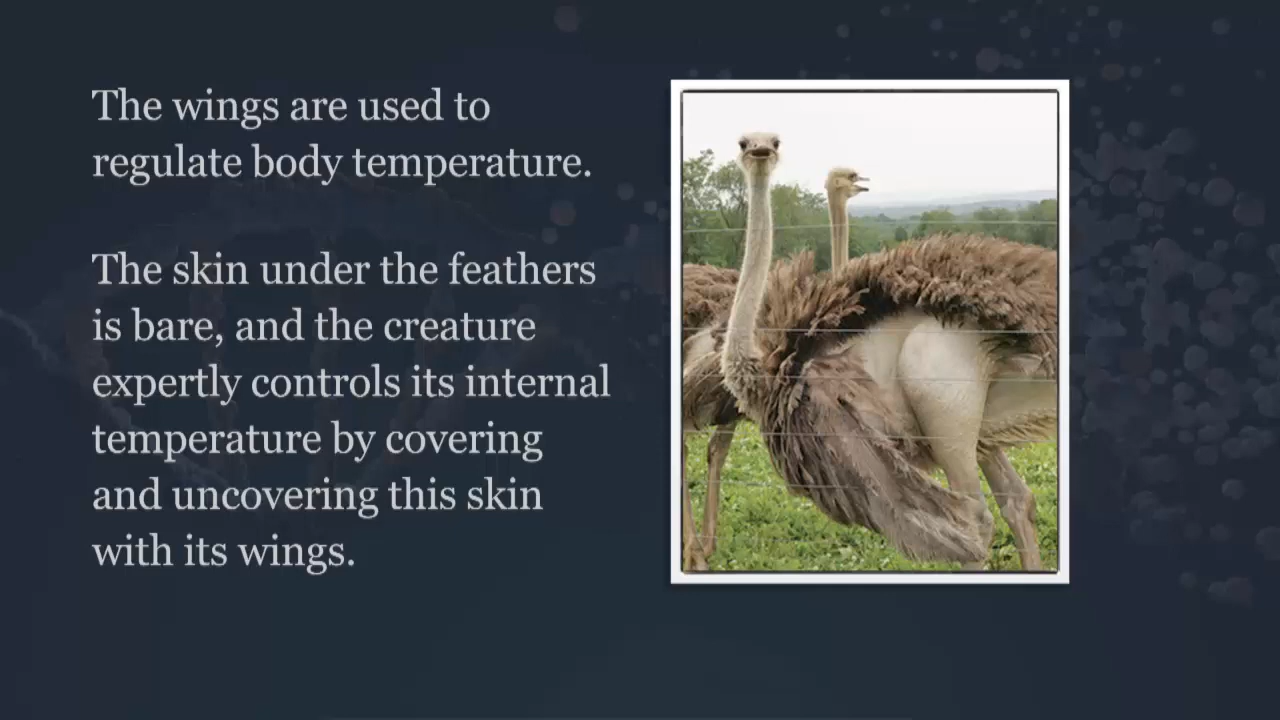 The wings are used to
regulate body temperature.
The skin under the feathers
is bare, and the creature
expertly controls its internal
temperature by covering
and uncovering this skin
with its wings.